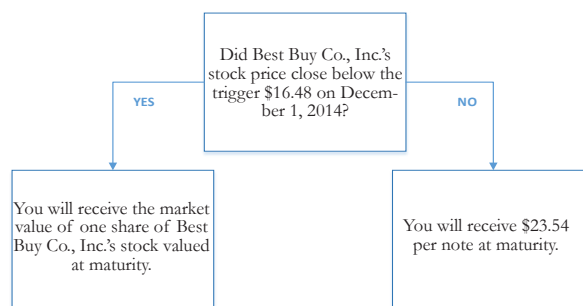 Did Best Buy Co., Inc.'s
stock price close below the
trigger $16.48 on Decem-
ber 1, 2014?
YES
NO
You will receive the market
value of one share of Best
Buy Co., Inc.'s stock valued
at maturity.
You will receive $23.54
per note at maturity.